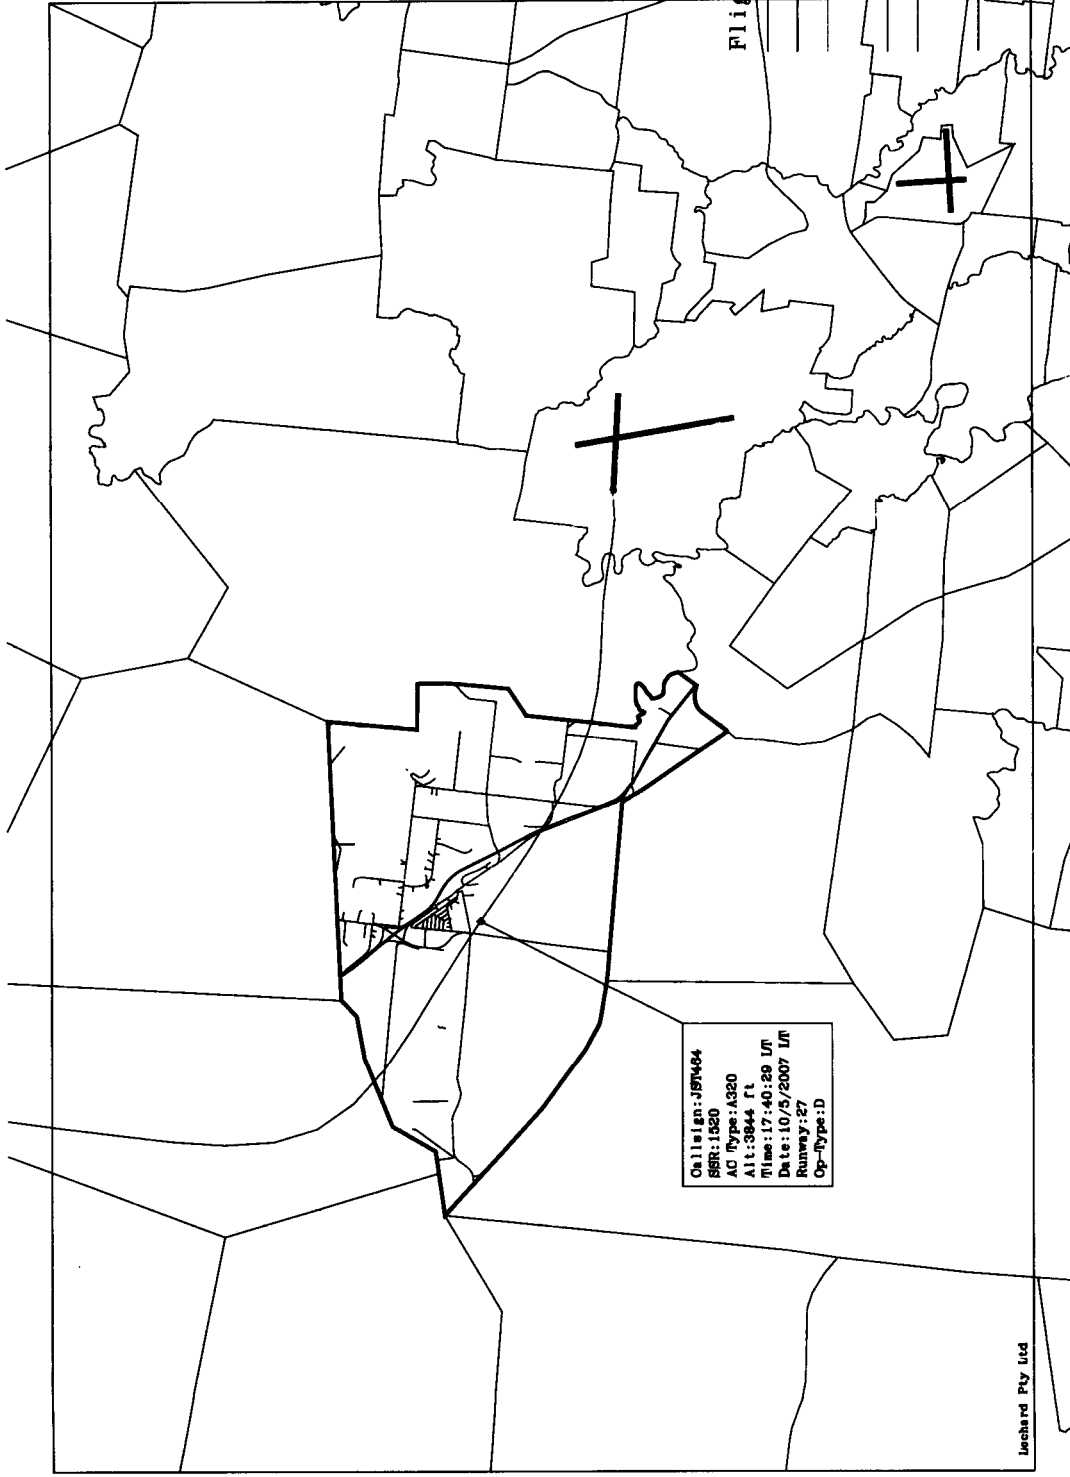 Flig
Callsign:JST464
SSR:1520
AC Type:A320
Alt:3844 ft
Time:17:40:29 LT
Date:10/5/2007 LT
Runway:27
Op-Type:D
Lochard Pty Ltd